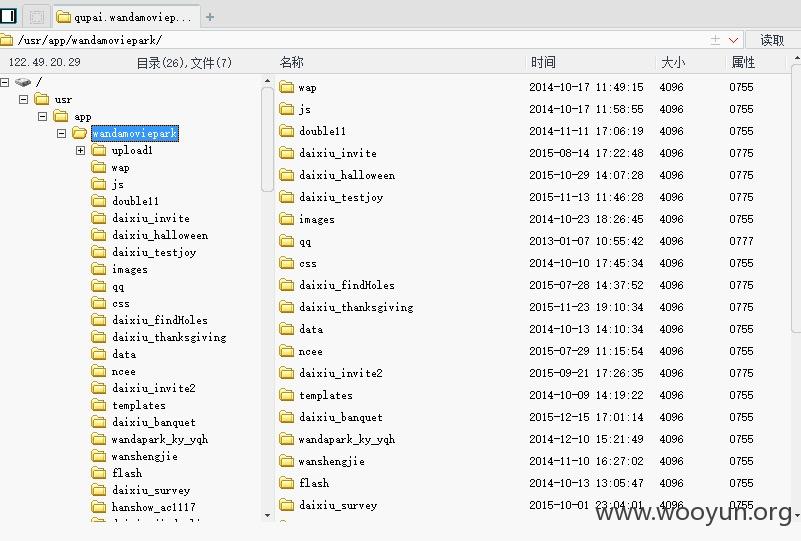 qupai.wandamoviep...
/usr/app/wandamoviepark/ 读取
122.49.20.29 目录(26),文件(7) 名称 时间 大小 属性
/
usr
app
wandamoviepark
upload1
wap
js
double11
daixiu_invite
daixiu_halloween
daixiu_testjoy
images
qq
css
daixiu_findHoles
daixiu_thanksgiving
data
ncee
daixiu_invite2
templates
daixiu_banquet
wandapark_ky_yqh
wanshengjie
flash
daixiu_survey
hanshow_ac1117
wap 2014-10-17 11:49:15 4096 0755
js 2014-10-17 11:58:55 4096 0755
double11 2014-11-11 17:06:19 4096 0755
daixiu_invite 2015-08-14 17:22:48 4096 0775
daixiu_halloween 2015-10-29 14:07:28 4096 0775
daixiu_testjoy 2015-11-13 11:46:28 4096 0775
images 2014-10-23 18:26:45 4096 0755
qq 2013-01-07 10:55:42 4096 0777
css 2014-10-10 17:45:34 4096 0755
daixiu_findHoles 2015-07-28 14:37:52 4096 0775
daixiu_thanksgiving 2015-11-23 19:10:34 4096 0775
data 2014-10-13 14:10:34 4096 0755
ncee 2015-07-29 11:15:54 4096 0755
daixiu_invite2 2015-09-21 17:26:35 4096 0775
templates 2014-10-09 14:19:22 4096 0755
daixiu_banquet 2015-12-15 17:01:14 4096 0755
wandapark_ky_yqh 2014-12-10 15:21:49 4096 0755
wanshengjie 2014-11-10 16:27:02 4096 0755
flash 2014-10-13 13:05:47 4096 0755
daixiu_survey 2015-10-01 23:04:01 4096 0755
www.wooyun.org